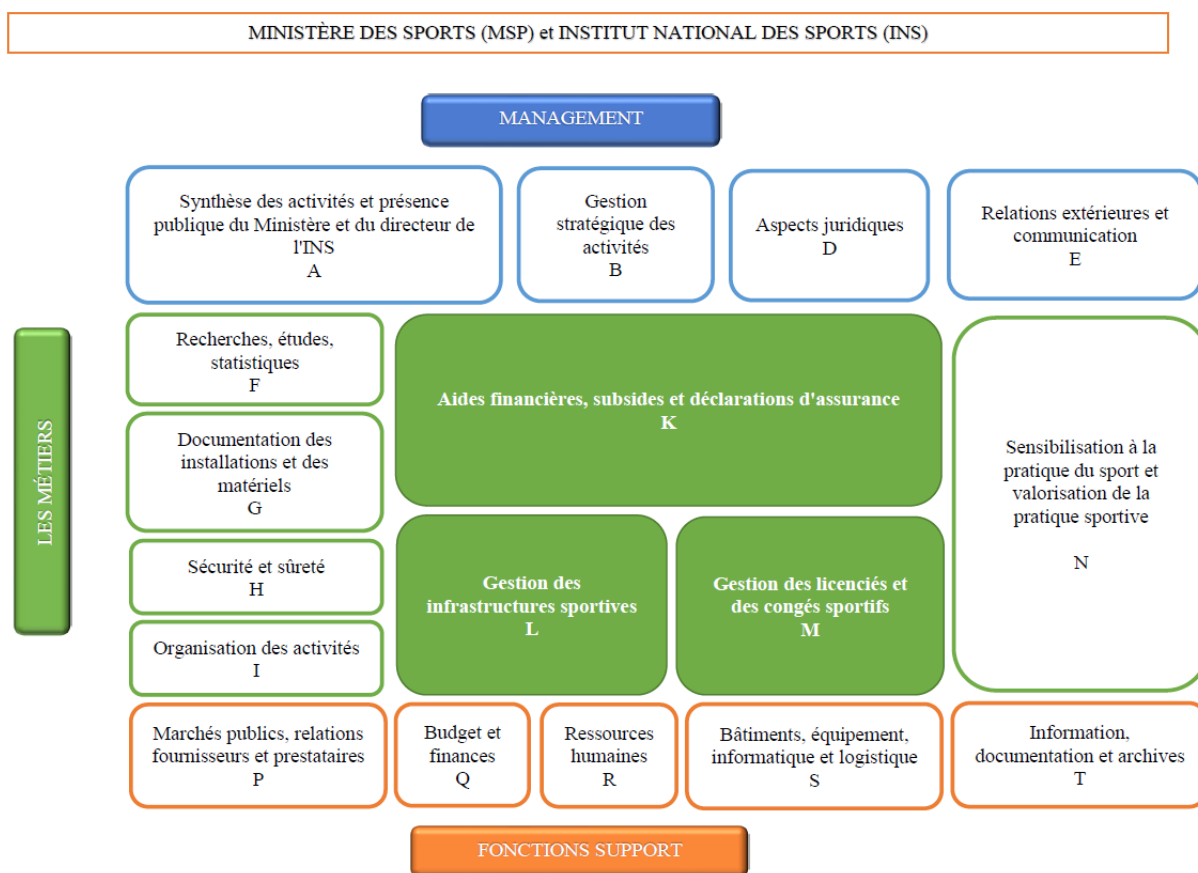 MINISTÈRE DES SPORTS (MSP) et INSTITUT NATIONAL DES SPORTS (INS)
MANAGEMENT
Synthèse des activités et présence
publique du Ministère et du directeur de
l'INS
A
Gestion
stratégique des
activités
B
Aspects juridiques
D
Relations extérieures et
communication
E
LES MÉTIERS
Recherches, études,
statistiques
F
Documentation des
installations et des
matériels
G
Sécurité et sûreté
H
Organisation des activités
I
Aides financières, subsides et déclarations d'assurance
K
Gestion des
infrastructures sportives
L
Gestion des licenciés et
des congés sportifs
M
Sensibilisation à la
pratique du sport et
valorisation de la
pratique sportive
N
Marchés publics, relations
fournisseurs et prestataires
P
Budget et
finances
Q
Ressources
humaines
R
Bâtiments, équipement,
informatique et logistique
S
Information,
documentation et archives
T
FONCTIONS SUPPORT